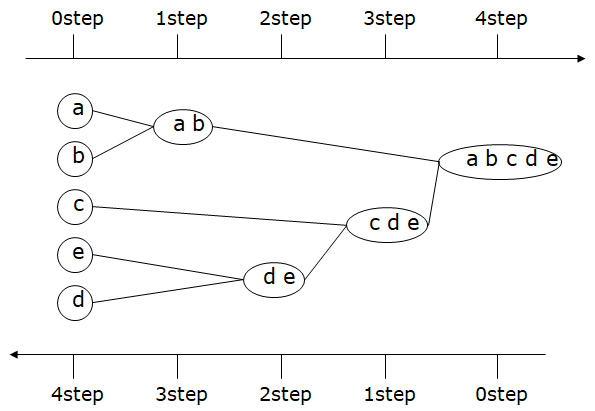 0step 1step 2step 3step 4step
a
a b
b
a b c d e
c
c d e
e
d e
d
4step 3step 2step 1step 0step